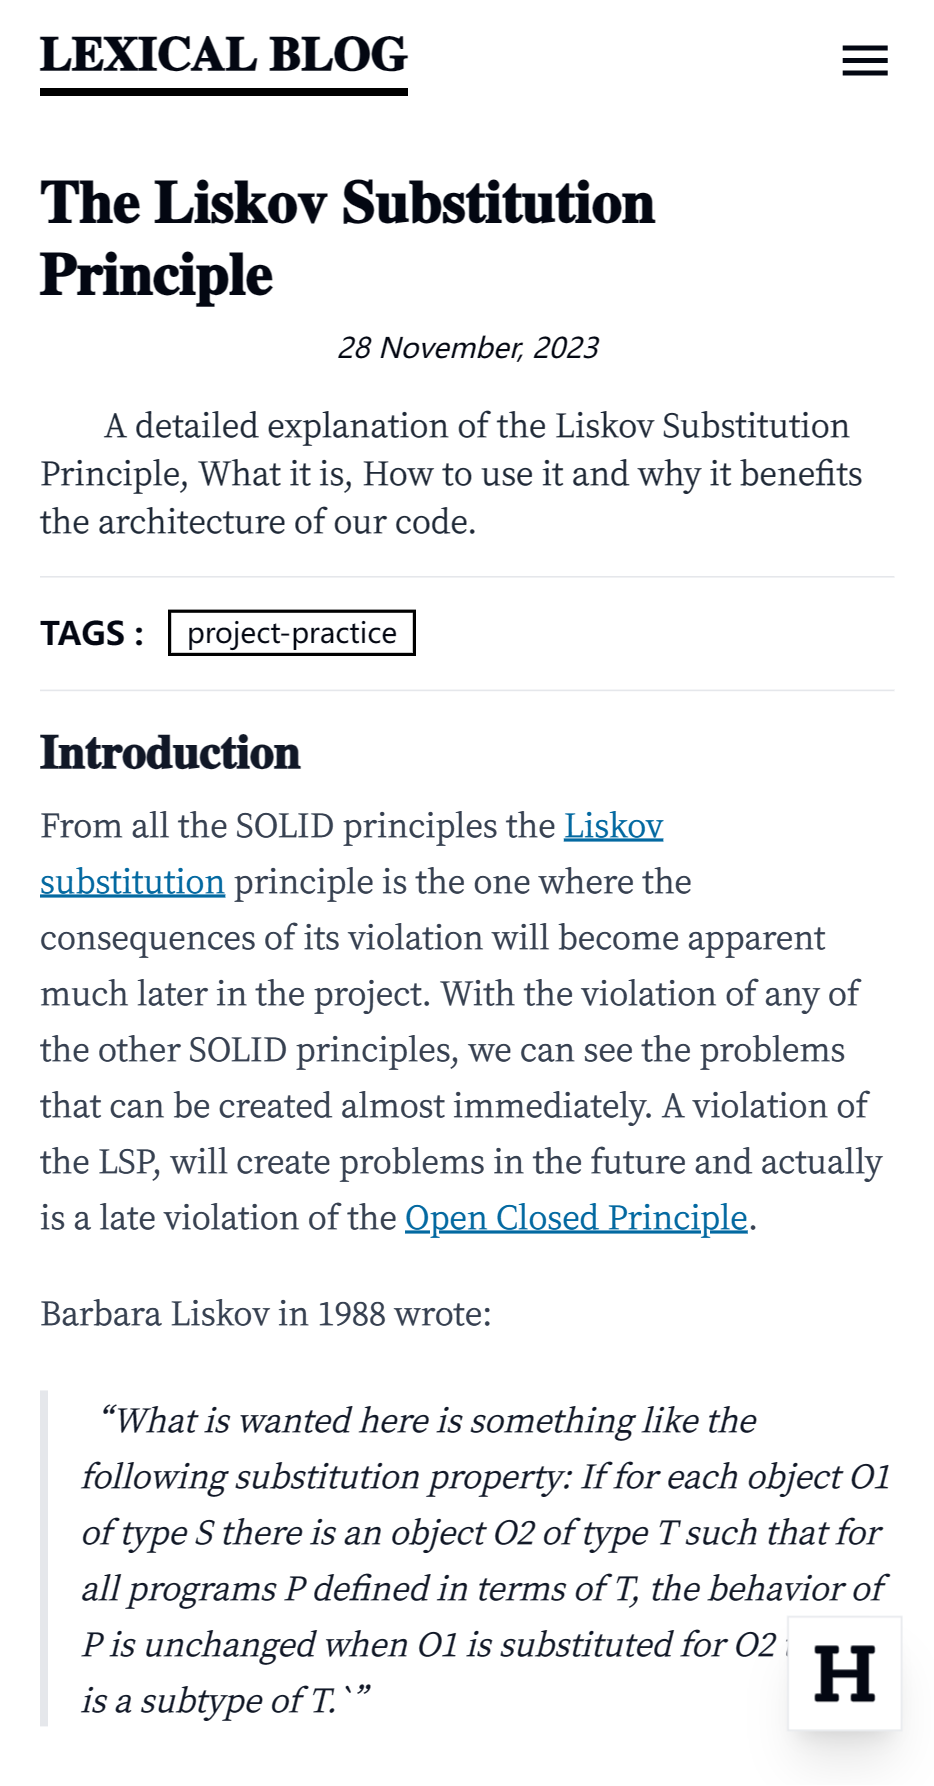 LEXICAL BLOG
The Liskov Substitution
Principle
28 November, 2023
A detailed explanation of the Liskov Substitution
Principle, What it is, How to use it and why it benefits
the architecture of our code.
TAGS : project-practice
Introduction
From all the SOLID principles the Liskov
substitution principle is the one where the
consequences of its violation will become apparent
much later in the project. With the violation of any of
the other SOLID principles, we can see the problems
that can be created almost immediately. A violation of
the LSP, will create problems in the future and actually
is a late violation of the Open Closed Principle.
Barbara Liskov in 1988 wrote:
“What is wanted here is something like the
following substitution property: If for each object O1
of type S there is an object O2 of type T such that for
all programs P defined in terms of T, the behavior of
P is unchanged when O1 is substituted for O2
is a subtype of T.`”
H